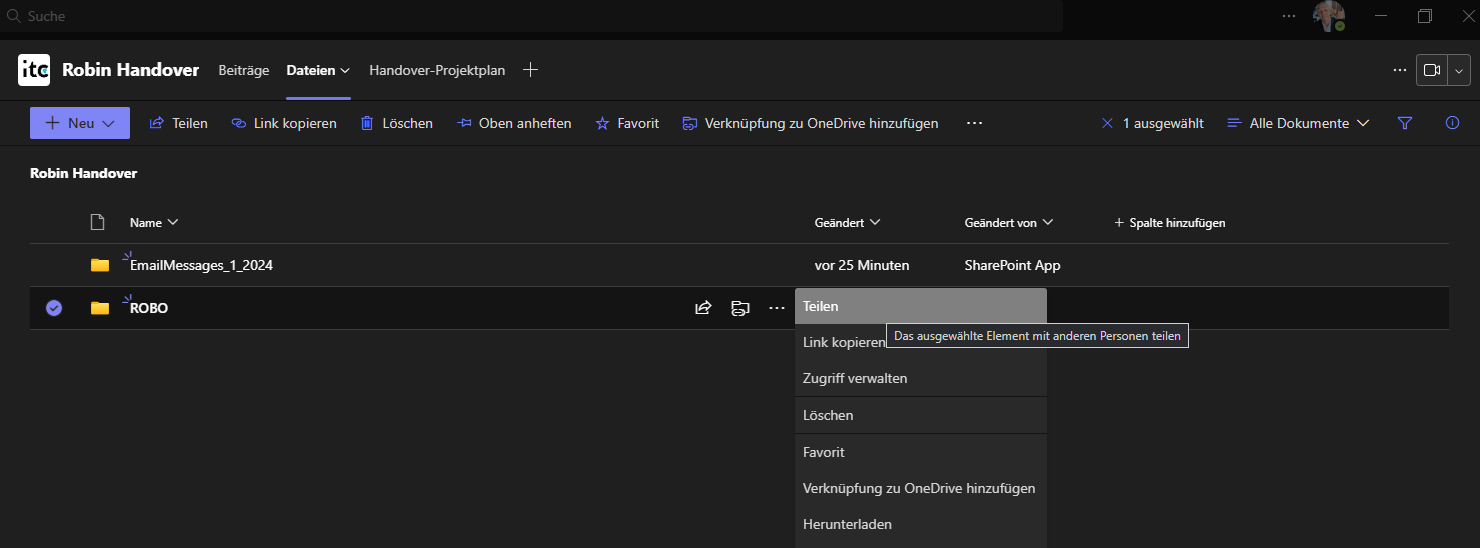 Suche
itc Robin Handover Beiträge Dateien Handover-Projektplan
Neu Teilen Link kopieren Löschen Oben anheften Favorit Verknüpfung zu OneDrive hinzufügen 1 ausgewählt Alle Dokumente
Robin Handover
Name Geändert Geändert von Spalte hinzufügen
EmailMessages_1_2024 vor 25 Minuten SharePoint App
ROBO
Teilen
Das ausgewählte Element mit anderen Personen teilen
Link kopieren
Zugriff verwalten
Löschen
Favorit
Verknüpfung zu OneDrive hinzufügen
Herunterladen